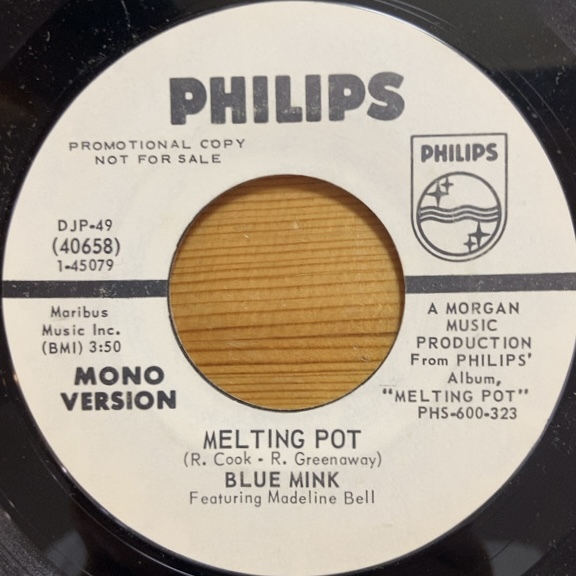 PHILIPS
PROMOTIONAL COPY
NOT FOR SALE
PHILIPS
DJP-49
(40658)
1-45079
Maribus
Music Inc.
(BMI) 3:50
MONO
VERSION
A MORGAN
MUSIC
PRODUCTION
From PHILIPS'
Album,
"MELTING POT"
PHS-600-323
MELTING POT
(R. Cook - R. Greenaway)
BLUE MINK
Featuring Madeline Bell